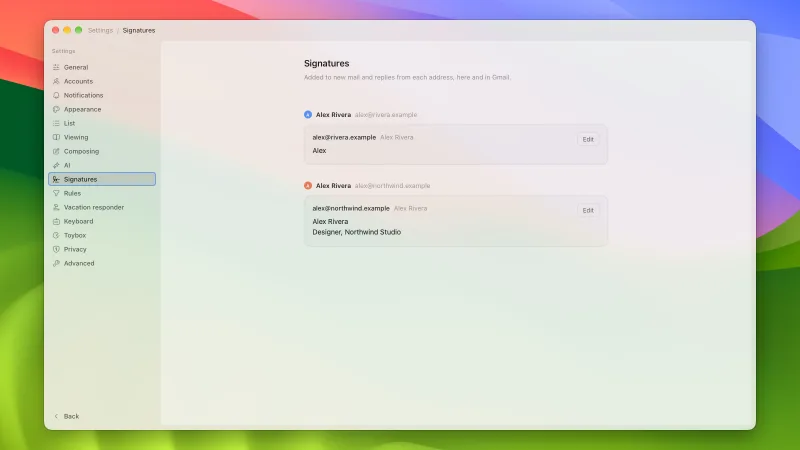 Settings | Signatures
Settings
General
Accounts
Notifications
Appearance
List
Viewing
Composing
AI
Signatures
Rules
Vacation responder
Keyboard
Toybox
Privacy
Advanced
Back
Signatures
Added to new mail and replies from each address, here and in Gmail.
A Alex Rivera alex@rivera.example
alex@rivera.example Alex Rivera Edit
Alex
A Alex Rivera alex@northwind.example
alex@northwind.example Alex Rivera Edit
Alex Rivera
Designer, Northwind Studio